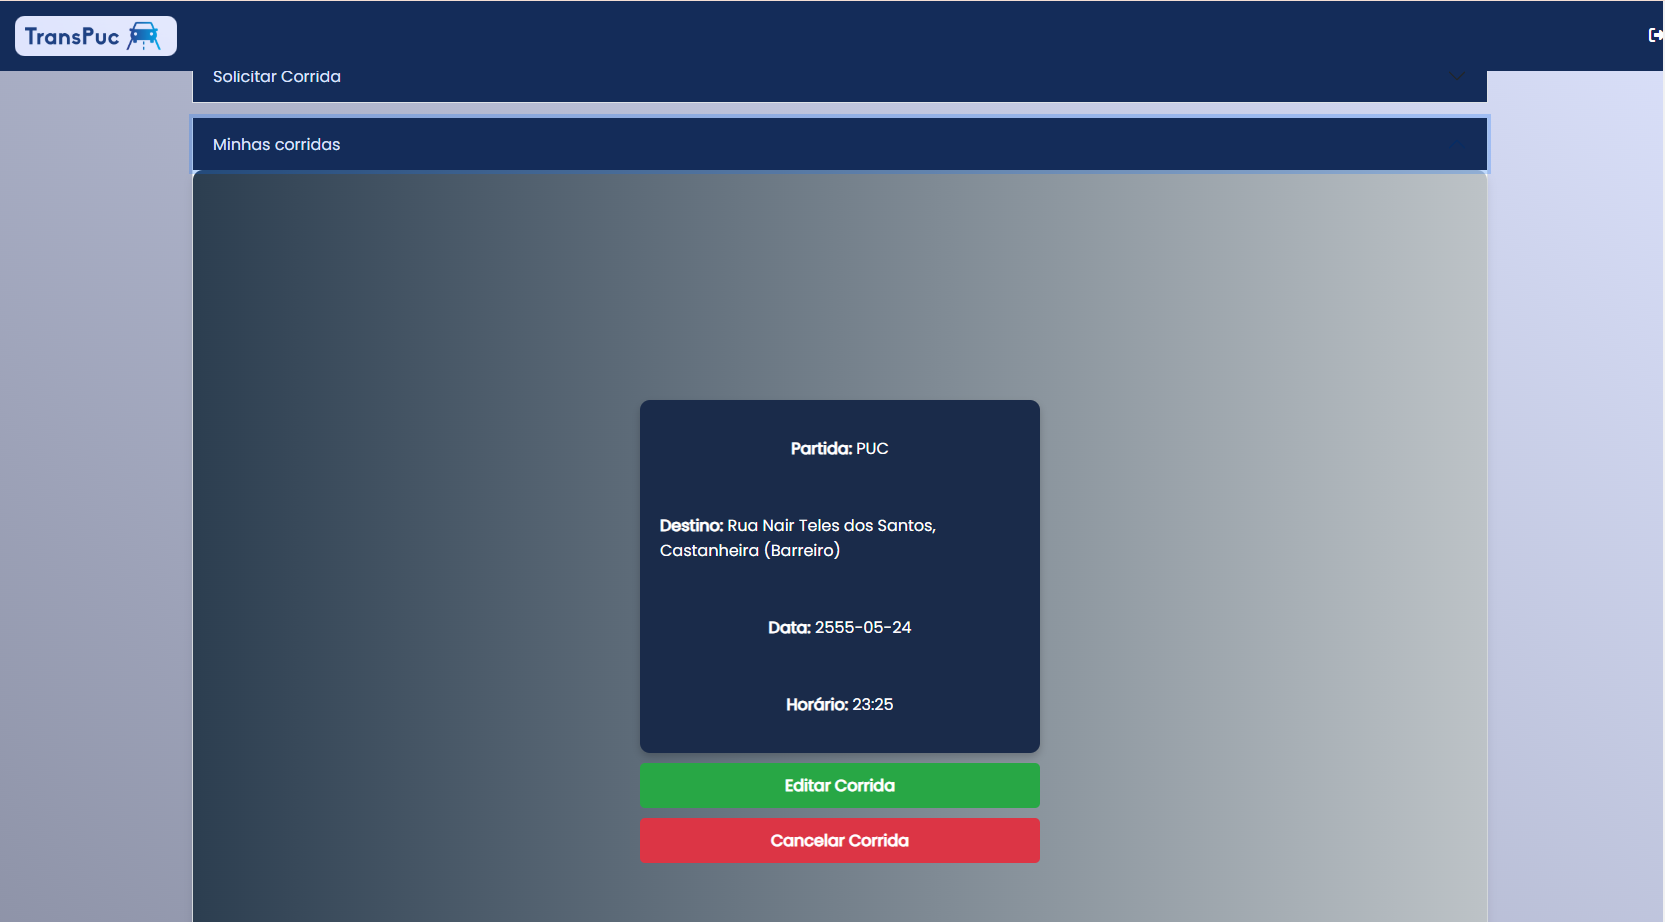 TransPuc
Solicitar Corrida
Minhas corridas
Partida: PUC
Destino: Rua Nair Teles dos Santos,
Castanheira (Barreiro)
Data: 2555-05-24
Horário: 23:25
Editar Corrida
Cancelar Corrida